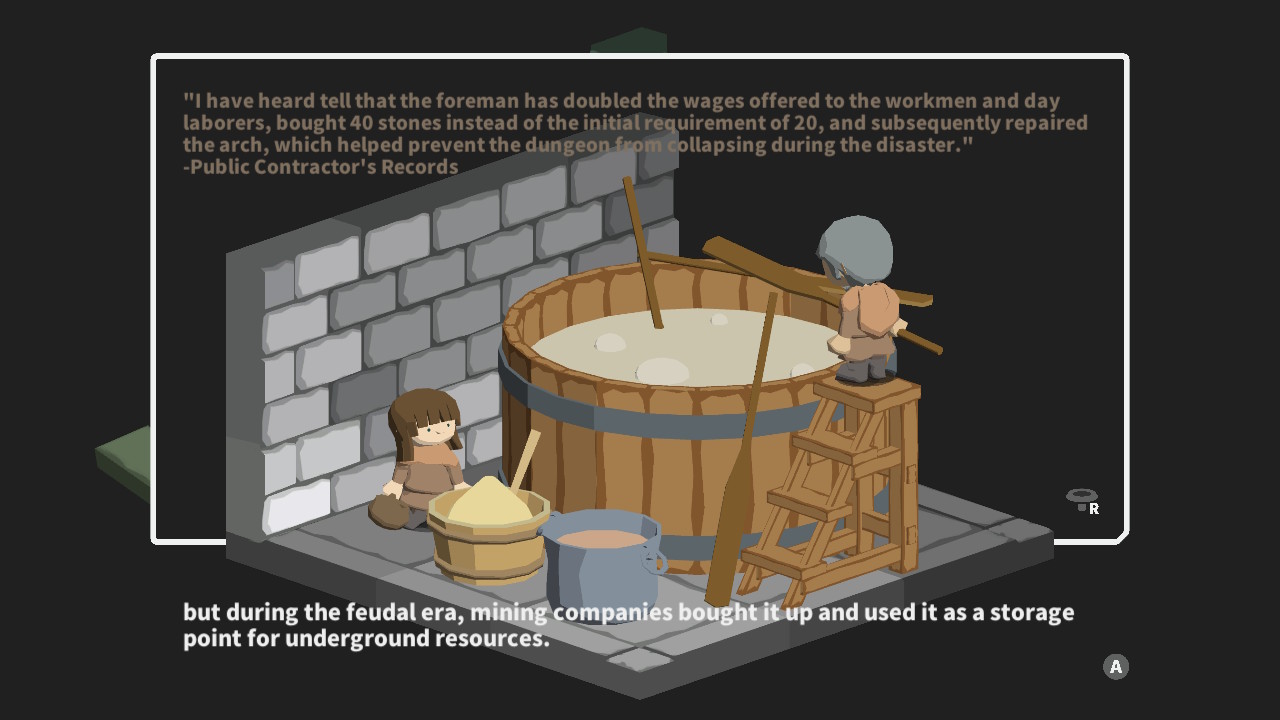 "I have heard tell that the foreman has doubled the wages offered to the workmen and day
laborers, bought 40 stones instead of the initial requirement of 20, and subsequently repaired
the arch, which helped prevent the dungeon from collapsing during the disaster."
-Public Contractor's Records
R
but during the feudal era, mining companies bought it up and used it as a storage
point for underground resources.
A